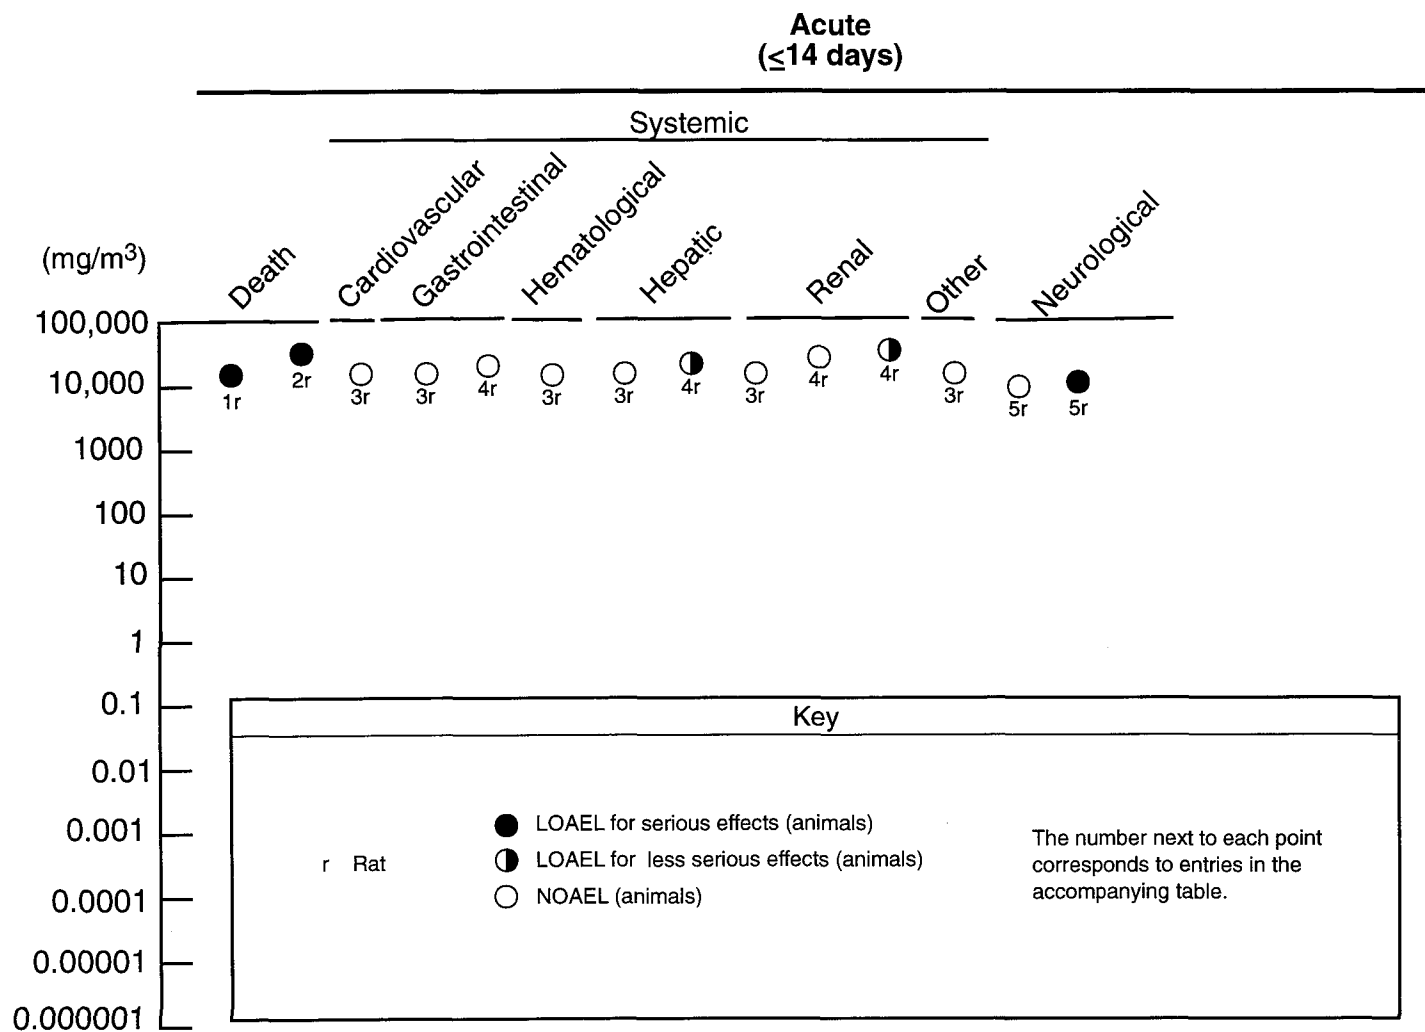 Acute
(≤14 days)
Systemic
(mg/m³)
Death
Cardiovascular
Gastrointestinal
Hematological
Hepatic
Renal
Other
Neurological
100,000
10,000
1000
100
10
1
0.1
0.01
0.001
0.0001
0.00001
0.000001
1r
2r
3r
3r
4r
3r
3r
4r
3r
4r
4r
3r
5r
5r
Key
r Rat
LOAEL for serious effects (animals)
LOAEL for less serious effects (animals)
NOAEL (animals)
The number next to each point
corresponds to entries in the
accompanying table.